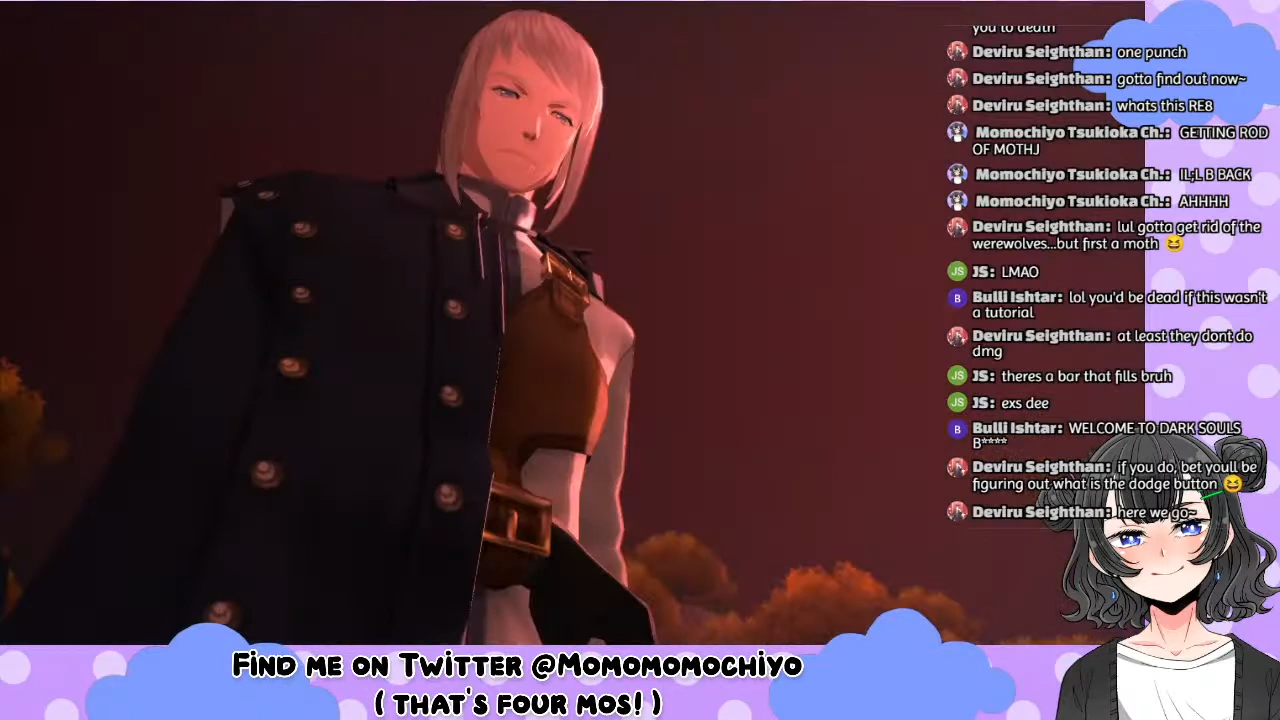 you to death
Deviru Seighthan: one punch
Deviru Seighthan: gotta find out now~
Deviru Seighthan: whats this RE8
Momochiyo Tsukioka Ch.: GETTING ROD
OF MOTHJ
Momochiyo Tsukioka Ch.: IL;L B BACK
Momochiyo Tsukioka Ch.: AHHHH
Deviru Seighthan: lul gotta get rid of the
werewolves...but first a moth 😆
JS JS: LMAO
B Bulli Ishtar: lol you'd be dead if this wasn't
a tutorial
Deviru Seighthan: at least they dont do
dmg
JS JS: theres a bar that fills bruh
JS JS: exs dee
B Bulli Ishtar: WELCOME TO DARK SOULS
B****
Deviru Seighthan: if you do, bet youll be
figuring out what is the dodge button 😆
Deviru Seighthan: here we go~
Find me on Twitter @Momomomochiyo
( that's four mos! )